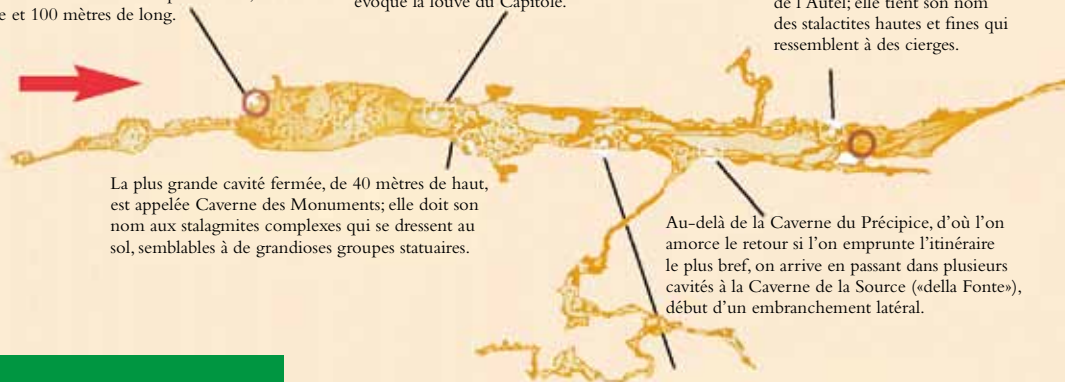 e et 100 mètres de long.
évoque la louve du Capitole.
de l'Autel; elle tient son nom
des stalactites hautes et fines qui
ressemblent à des cierges.
La plus grande cavité fermée, de 40 mètres de haut,
est appelée Caverne des Monuments; elle doit son
nom aux stalagmites complexes qui se dressent au
sol, semblables à de grandioses groupes statuaires.
Au-delà de la Caverne du Précipice, d'où l'on
amorce le retour si l'on emprunte l'itinéraire
le plus bref, on arrive en passant dans plusieurs
cavités à la Caverne de la Source («della Fonte»),
début d'un embranchement latéral.